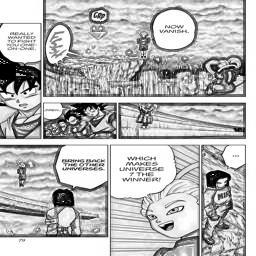 REALLY
WANTED
TO FIGHT
YOU ONE-
ON-ONE.
NOW
VANISH.
BRING BACK
THE OTHER
UNIVERSES.
WHICH
MAKES
UNIVERSE
7 THE
WINNER!
...
79